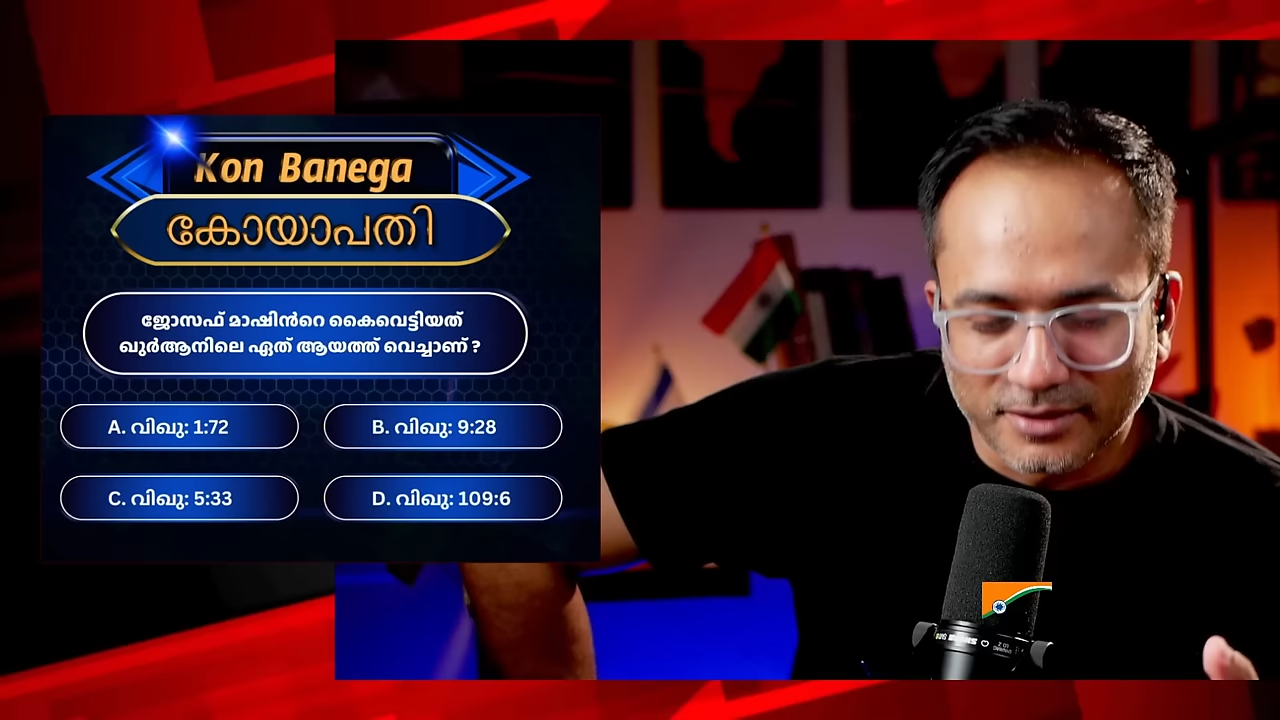 Kon Banega
കോയാപതി
ജോസഫ് മാഷിൻറെ കൈവെട്ടിയത്
ഖുർആനിലെ ഏത് ആയത്ത് വെച്ചാണ് ?
A. വിഖു: 1:72
B. വിഖു: 9:28
C. വിഖു: 5:33
D. വിഖു: 109:6